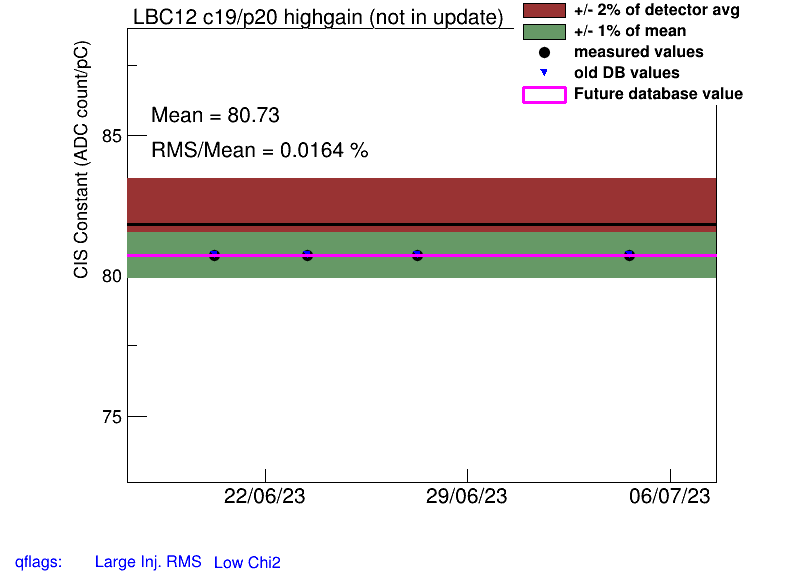 LBC12 c19/p20 highgain (not in update)
+/- 2% of detector avg
+/- 1% of mean
measured values
old DB values
Future database value
CIS Constant (ADC count/pC)
Mean = 80.73
RMS/Mean = 0.0164 %
85
80
75
22/06/23
29/06/23
06/07/23
qflags: Large Inj. RMS Low Chi2